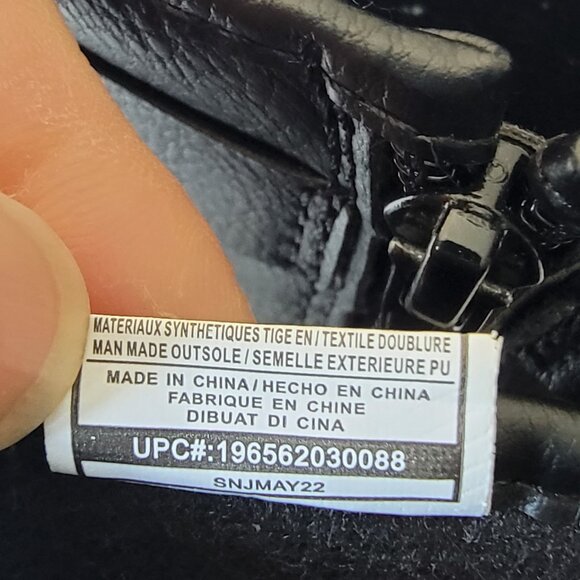 MATERIAUX SYNTHETIQUES TIGE EN / TEXTILE DOUBLURE
MAN MADE OUTSOLE / SEMELLE EXTERIEURE PU
MADE IN CHINA / HECHO EN CHINA
FABRIQUE EN CHINE
DIBUAT DI CINA
UPC#:196562030088
SNJMAY22